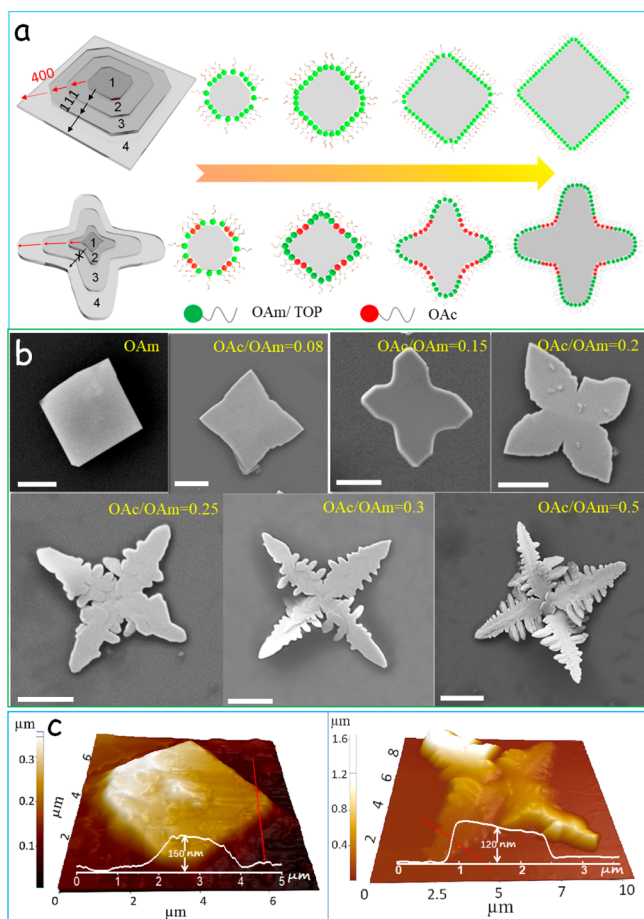 a
400
111
1
2
3
4
1
2
3
4
OAm/ TOP
OAc
b
OAm
OAc/OAm=0.08
OAc/OAm=0.15
OAc/OAm=0.2
OAc/OAm=0.25
OAc/OAm=0.3
OAc/OAm=0.5
c
μm
0.3
0.2
0.1
μm
6
4
2
150 nm
0 1 2 3 4 5 μm
2 4 6
μm
μm
1.6
1.2
0.8
0.4
8
6
4
2
120 nm
0 1 2 3 μm
2.5 5 7 10
μm